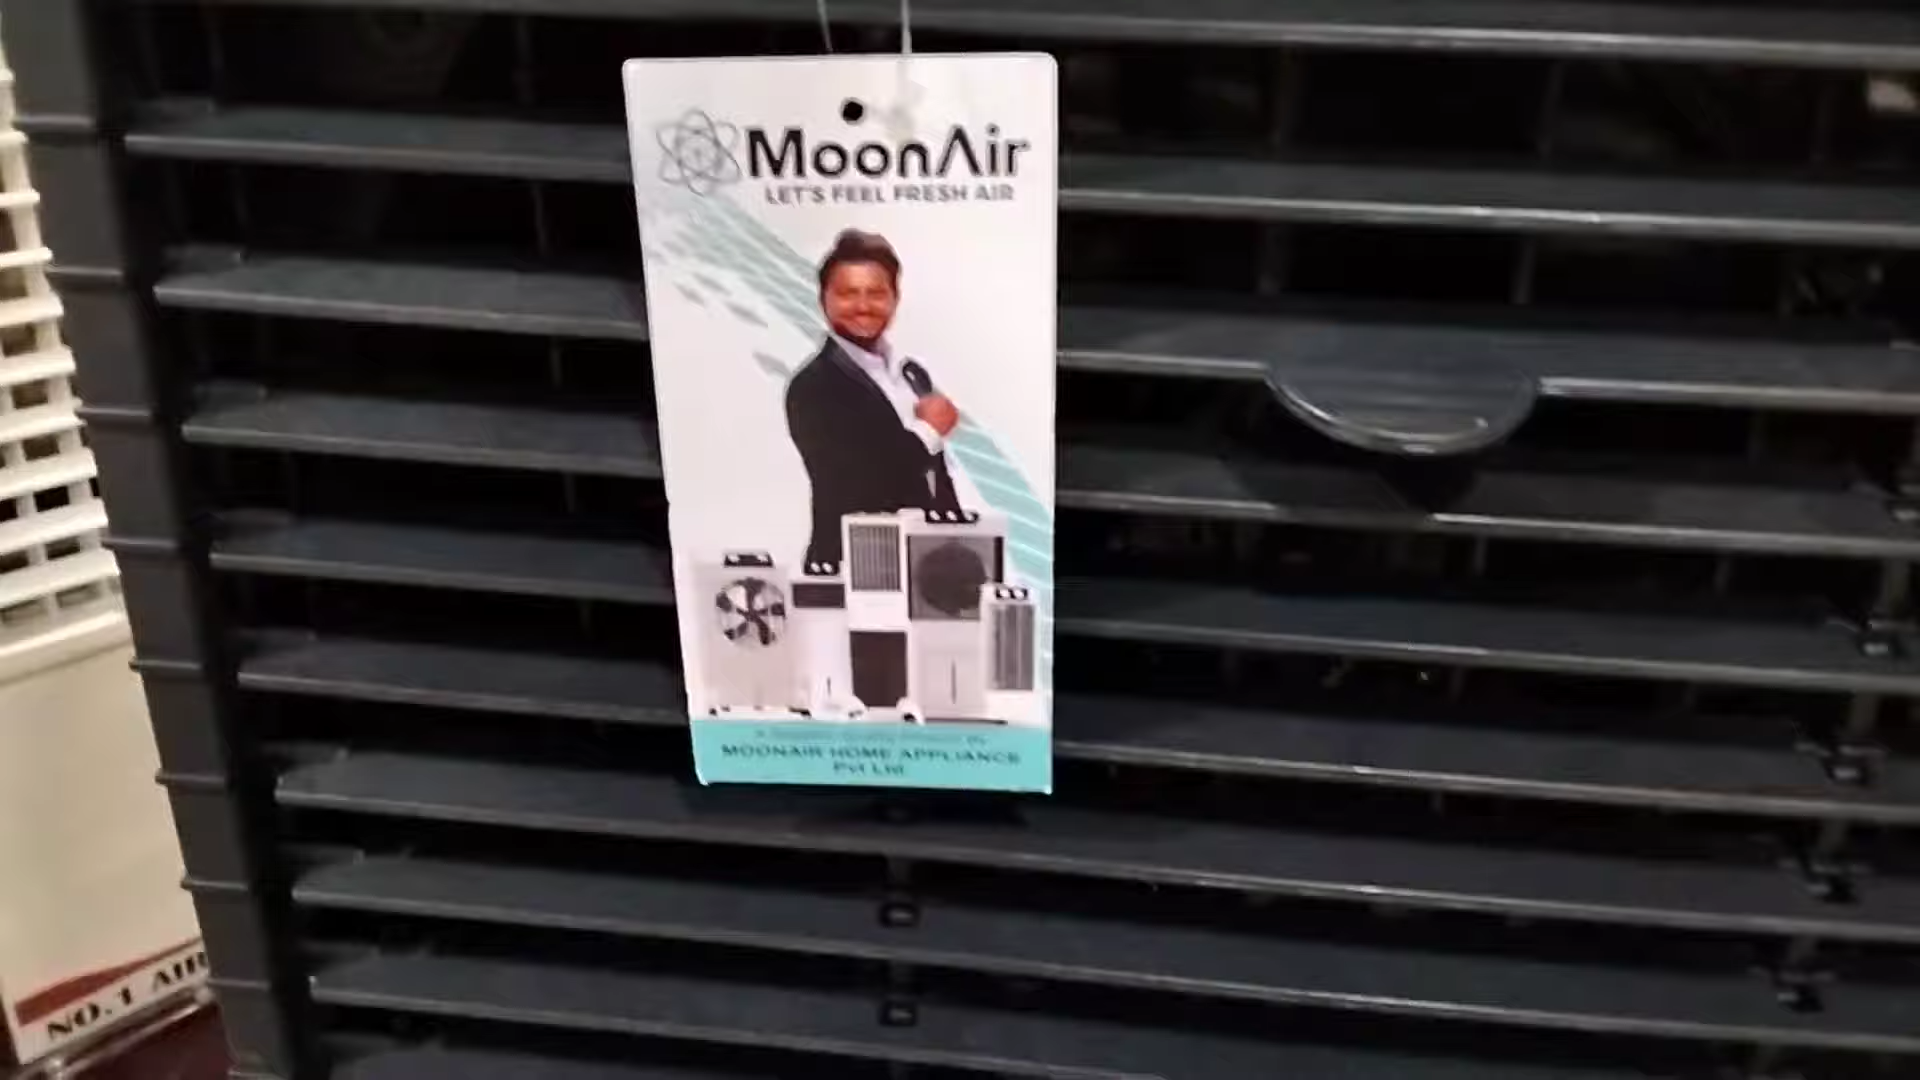 MoonAir
LET'S FEEL FRESH AIR
MOONAIR HOME APPLIANCE
Pvt Ltd
NO.1 AIR